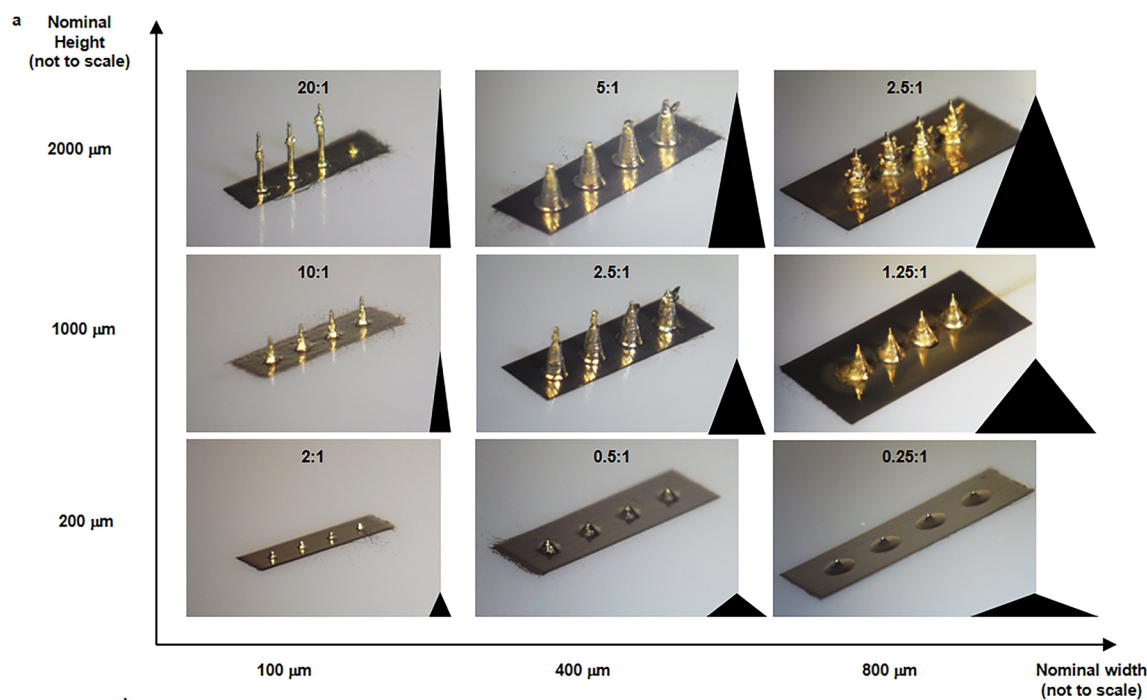 a
Nominal
Height
(not to scale)
20:1
5:1
2.5:1
2000 μm
10:1
2.5:1
1.25:1
1000 μm
2:1
0.5:1
0.25:1
200 μm
100 μm
400 μm
800 μm
Nominal width
(not to scale)